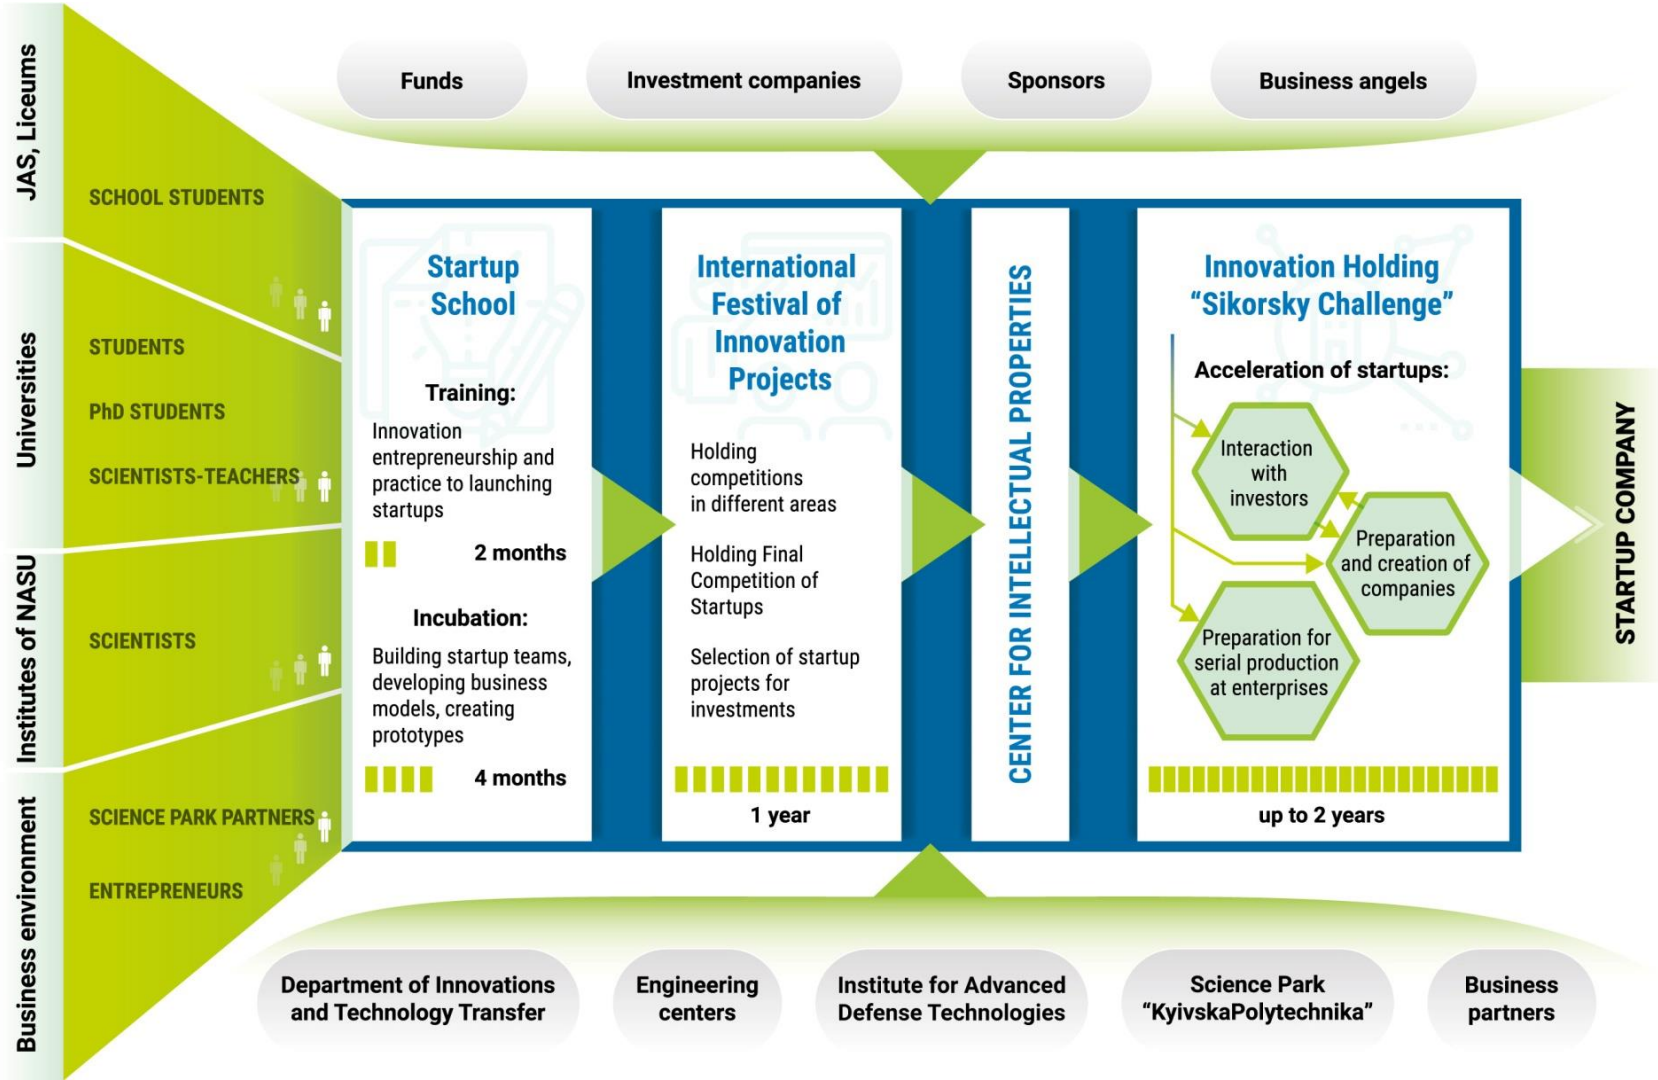 Funds
Investment companies
Sponsors
Business angels
JAS, Liceums
SCHOOL STUDENTS
Universities
STUDENTS
PhD STUDENTS
SCIENTISTS-TEACHERS
Institutes of NASU
SCIENTISTS
Business environment
SCIENCE PARK PARTNERS
ENTREPRENEURS
Startup
School
Training:
Innovation
entrepreneurship and
practice to launching
startups
2 months
Incubation:
Building startup teams,
developing business
models, creating
prototypes
4 months
International
Festival of
Innovation
Projects
Holding
competitions
in different areas
Holding Final
Competition of
Startups
Selection of startup
projects for
investments
1 year
CENTER FOR INTELLECTUAL PROPERTIES
Innovation Holding
“Sikorsky Challenge”
Acceleration of startups:
Interaction
with
investors
Preparation
and creation of
companies
Preparation for
serial production
at enterprises
up to 2 years
STARTUP COMPANY
Department of Innovations
and Technology Transfer
Engineering
centers
Institute for Advanced
Defense Technologies
Science Park
“KyivskaPolytechnika”
Business
partners